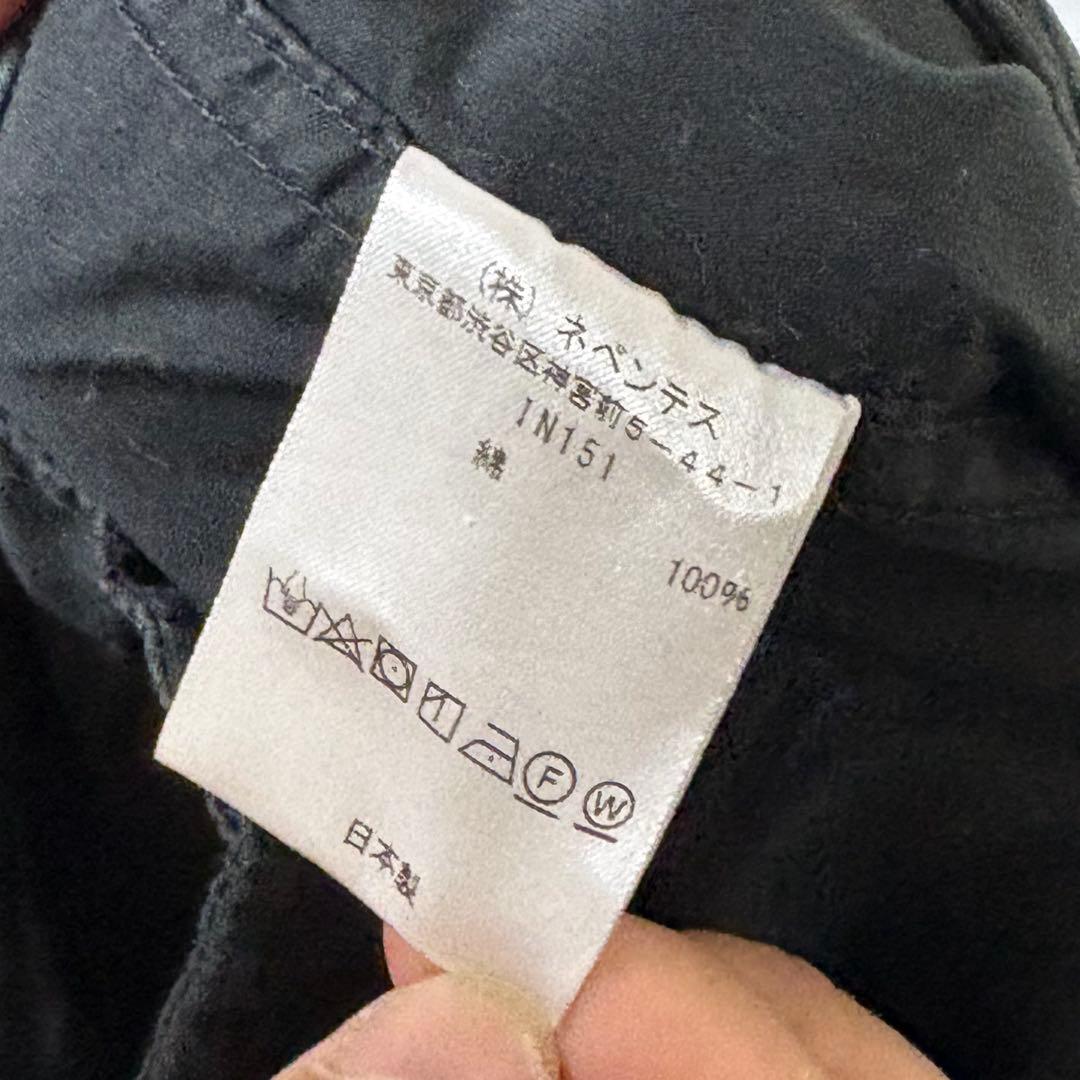 (株) ネペンテス
東京都渋谷区神宮前5-44-1
IN151
綿 100%
F W
日本製